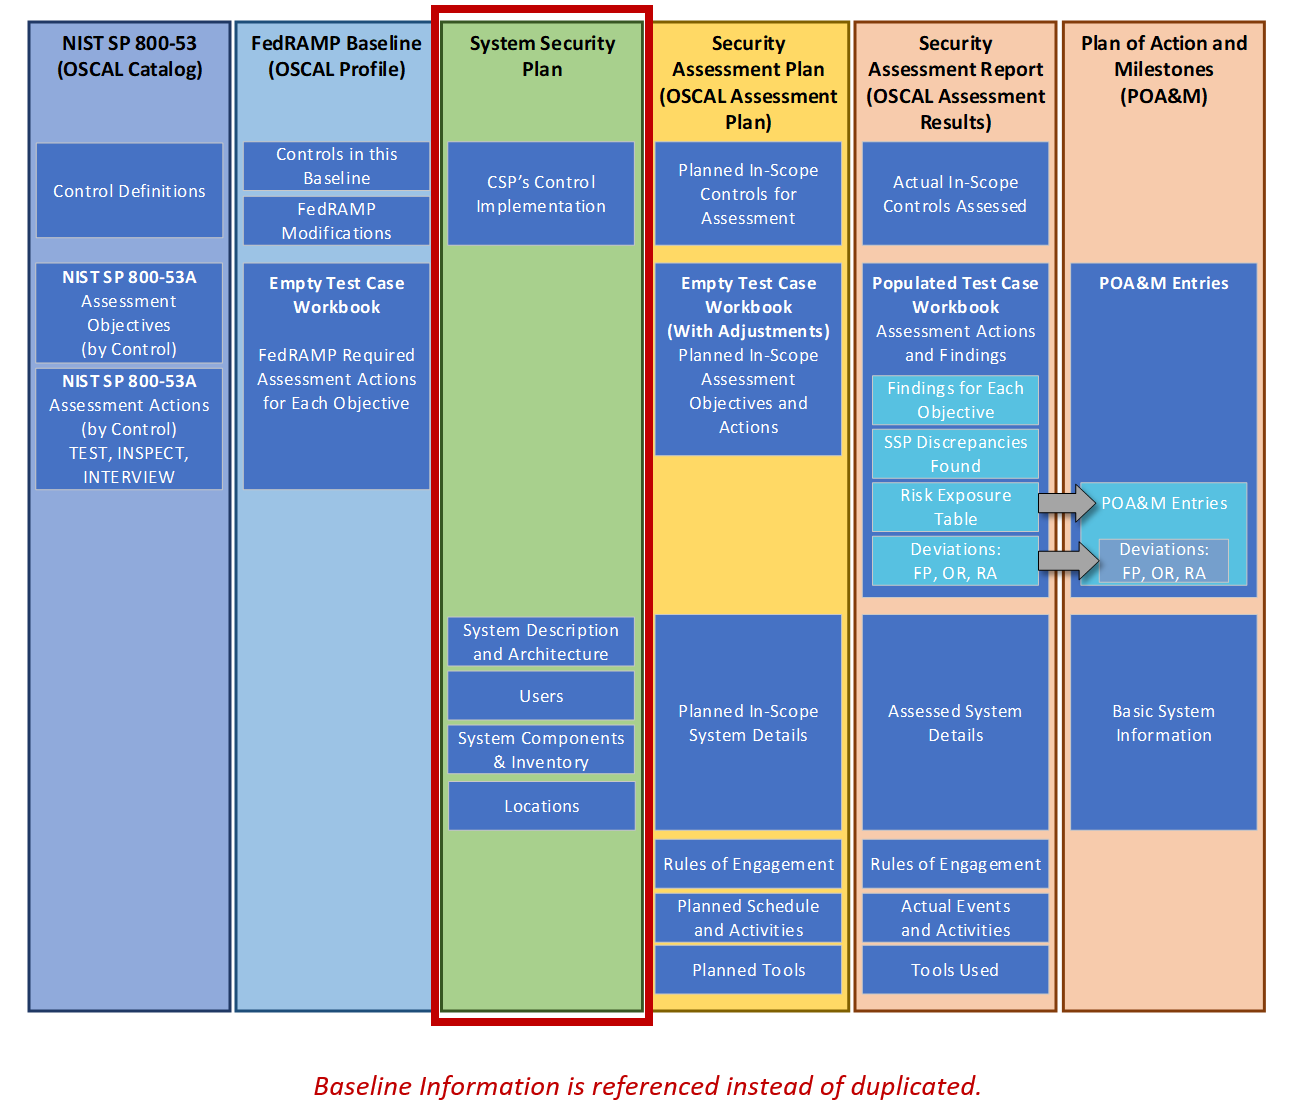 NIST SP 800-53
(OSCAL Catalog)
Control Definitions
NIST SP 800-53A
Assessment
Objectives
(by Control)
NIST SP 800-53A
Assessment Actions
(by Control)
TEST, INSPECT,
INTERVIEW
FedRAMP Baseline
(OSCAL Profile)
Controls in this
Baseline
FedRAMP
Modifications
Empty Test Case
Workbook
FedRAMP Required
Assessment Actions
for Each Objective
System Security
Plan
CSP's Control
Implementation
System Description
and Architecture
Users
System Components
& Inventory
Locations
Security
Assessment Plan
(OSCAL Assessment
Plan)
Planned In-Scope
Controls for
Assessment
Empty Test Case
Workbook
(With Adjustments)
Planned In-Scope
Assessment
Objectives and
Actions
Planned In-Scope
System Details
Rules of Engagement
Planned Schedule
and Activities
Planned Tools
Security
Assessment Report
(OSCAL Assessment
Results)
Actual In-Scope
Controls Assessed
Populated Test Case
Workbook
Assessment Actions
and Findings
Findings for Each
Objective
SSP Discrepancies
Found
Risk Exposure
Table
Deviations:
FP, OR, RA
Assessed System
Details
Rules of Engagement
Actual Events
and Activities
Tools Used
Plan of Action and
Milestones
(POA&M)
POA&M Entries
POA&M Entries
Deviations:
FP, OR, RA
Basic System
Information
Baseline Information is referenced instead of duplicated.